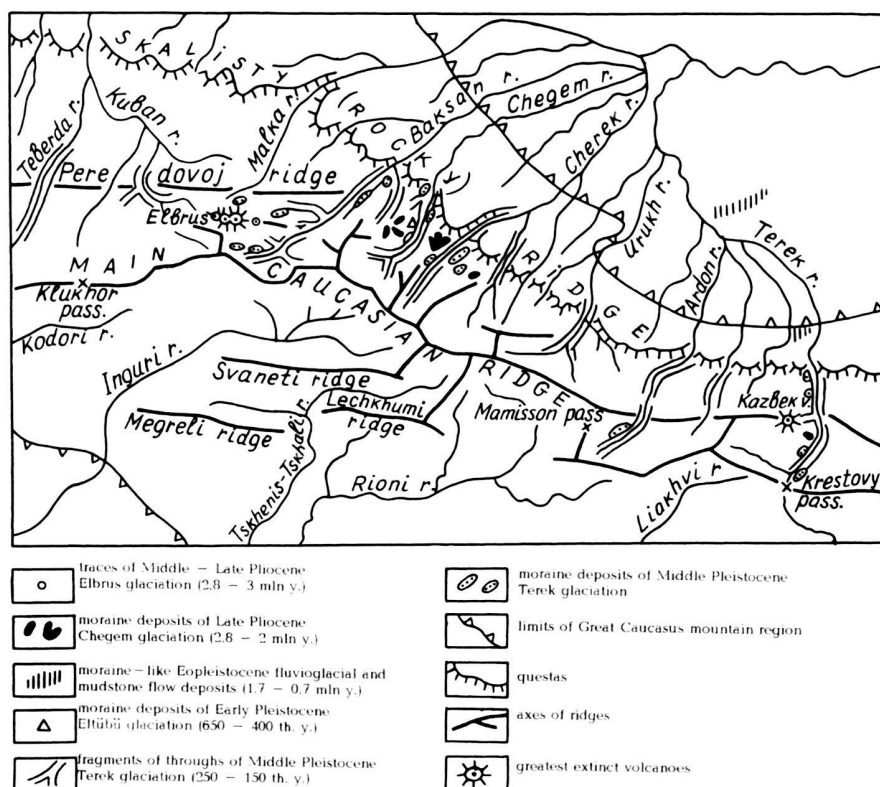 SKALISTY
Teberda r.
Kuban r.
Malka r.
ROCKY
Baksan r.
Chegem r.
Cherek r.
Pere dovoj ridge
Elbrus
Urukh r.
Terek r.
Ardon r.
RIDGE
MAIN
CAUCASIAN
RIDGE
Klukhor
pass.
Kodori r.
Inguri r.
Svaneti ridge
Lechkhumi
ridge
Megreli ridge
Mamisson pass
Kazbek v.
Tskhenis-Tskhali r.
Rioni r.
Liakhvi r
Krestovy
pass.
traces of Middle – Late Pliocene
Elbrus glaciation (2.8 – 3 mln y.)
moraine deposits of Late Pliocene
Chegem glaciation (2.8 – 2 mln y.)
moraine–like Eopleistocene fluvioglacial and
mudstone flow deposits (1.7 – 0.7 mln y.)
moraine deposits of Early Pleistocene
Eltübü glaciation (650 – 400 th. y.)
fragments of throughs of Middle Pleistocene
Terek glaciation (250 – 150 th. y.)
moraine deposits of Middle Pleistocene
Terek glaciation
limits of Great Caucasus mountain region
questas
axes of ridges
greatest extinct volcanoes